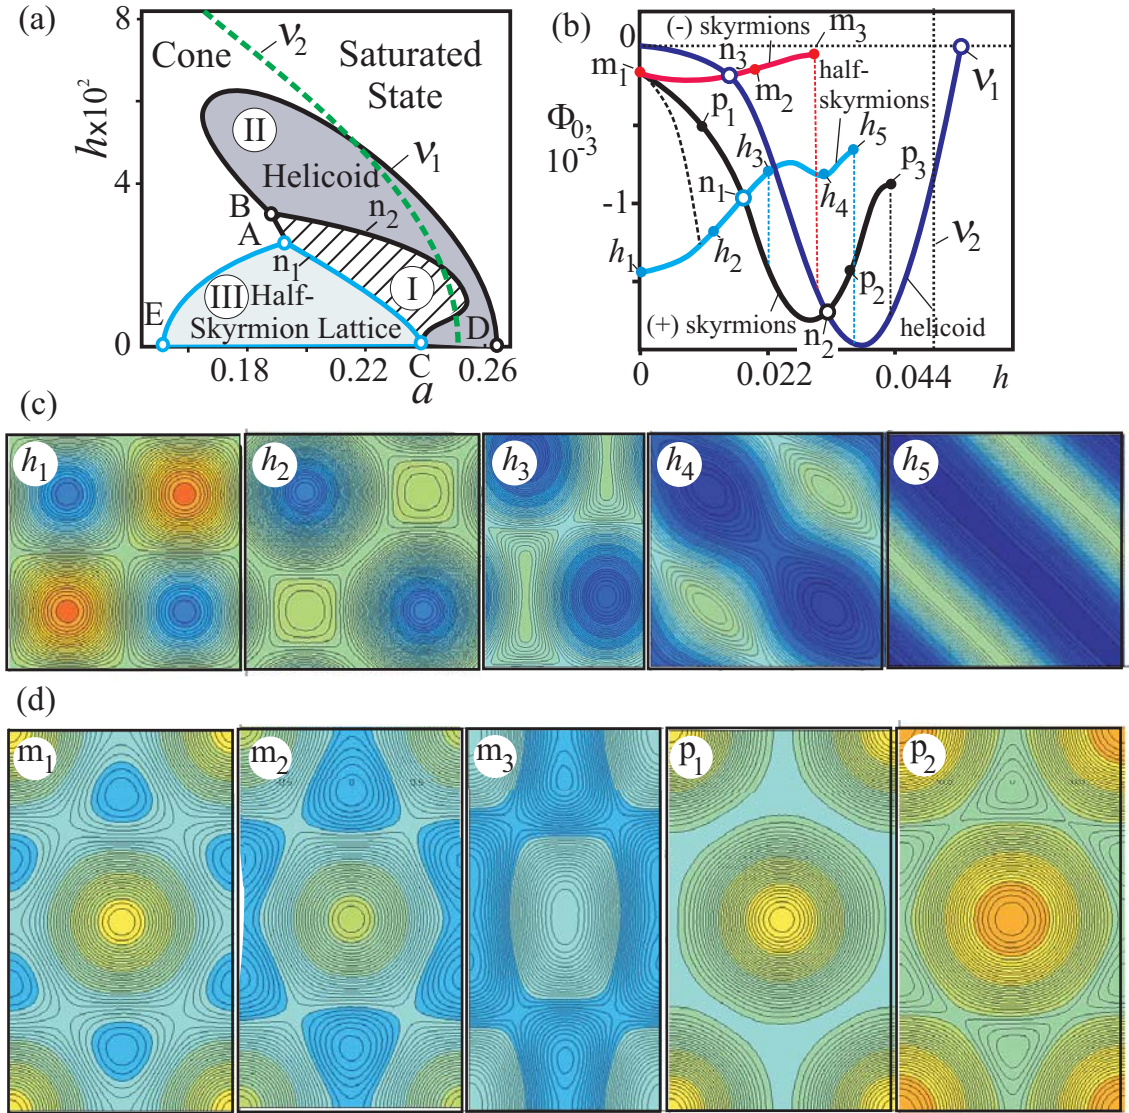 (a)
8
4
0
h×10²
Cone
ν₂
Saturated
State
II
ν₁
Helicoid
B
n₂
A
n₁
I
III Half-
Skyrmion Lattice
E
D
C
0.18
0.22
0.26
a
(b)
0
-1
Φ₀,
10⁻³
(-) skyrmions
m₃
n₃
m₁
m₂
half-
skyrmions
ν₁
p₁
h₃
h₅
n₁
h₄
p₃
h₁
h₂
p₂
ν₂
(+) skyrmions
n₂
helicoid
0
0.022
0.044
h
(c)
h₁
h₂
h₃
h₄
h₅
(d)
m₁
m₂
m₃
p₁
p₂